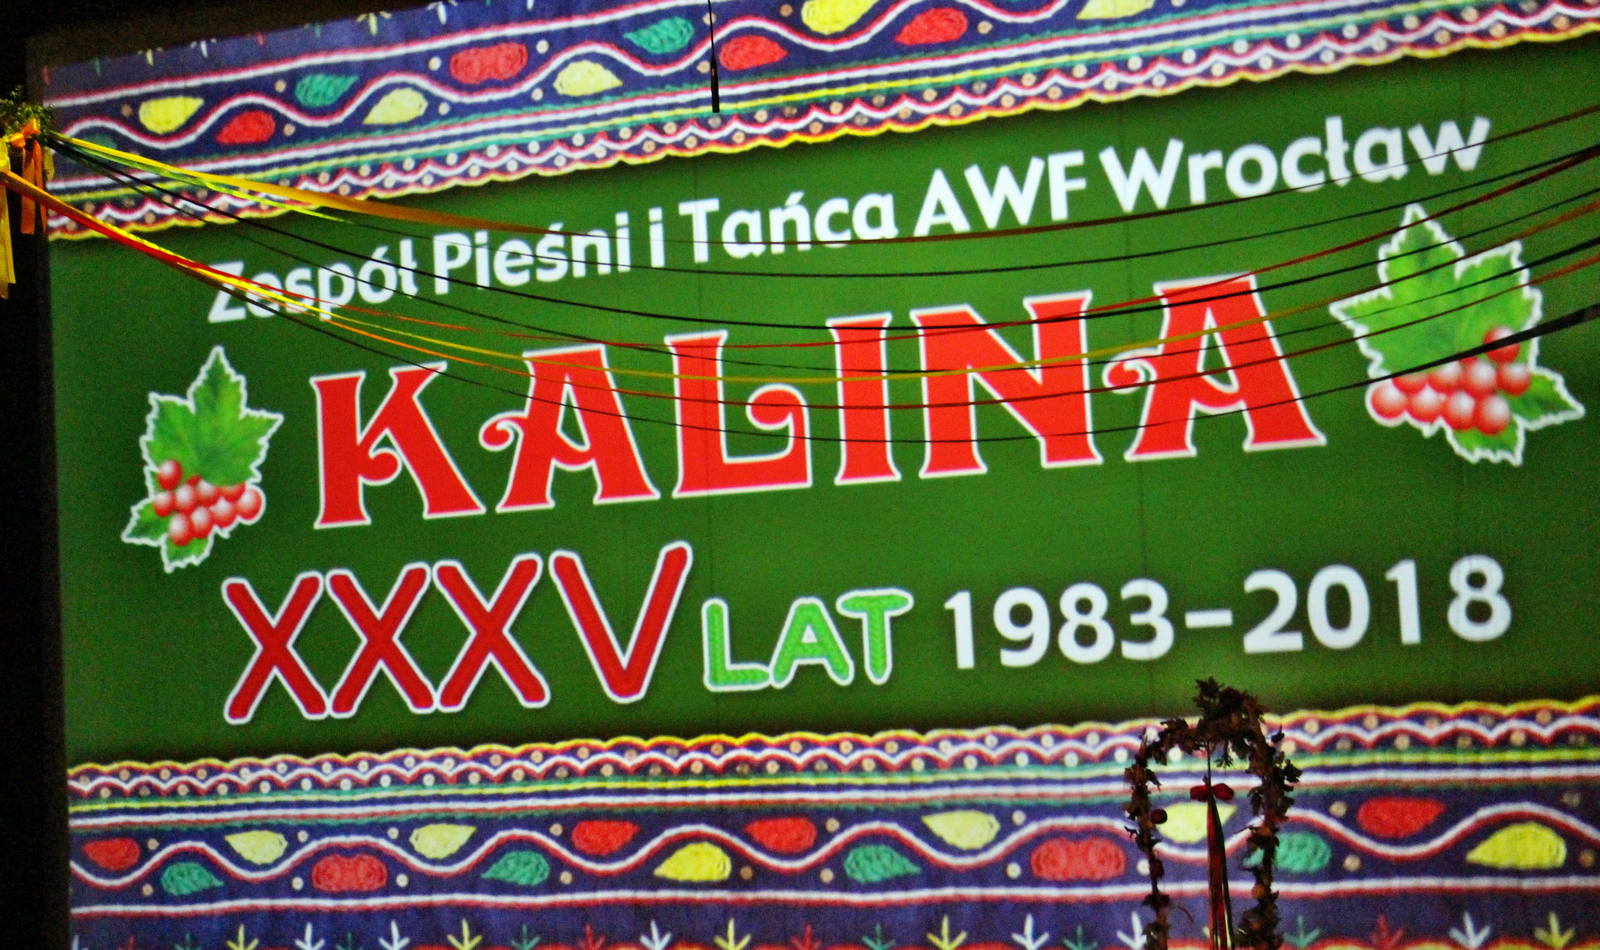 Zespół Pieśni i Tańca AWF Wrocław
KALINA
XXXV LAT 1983-2018